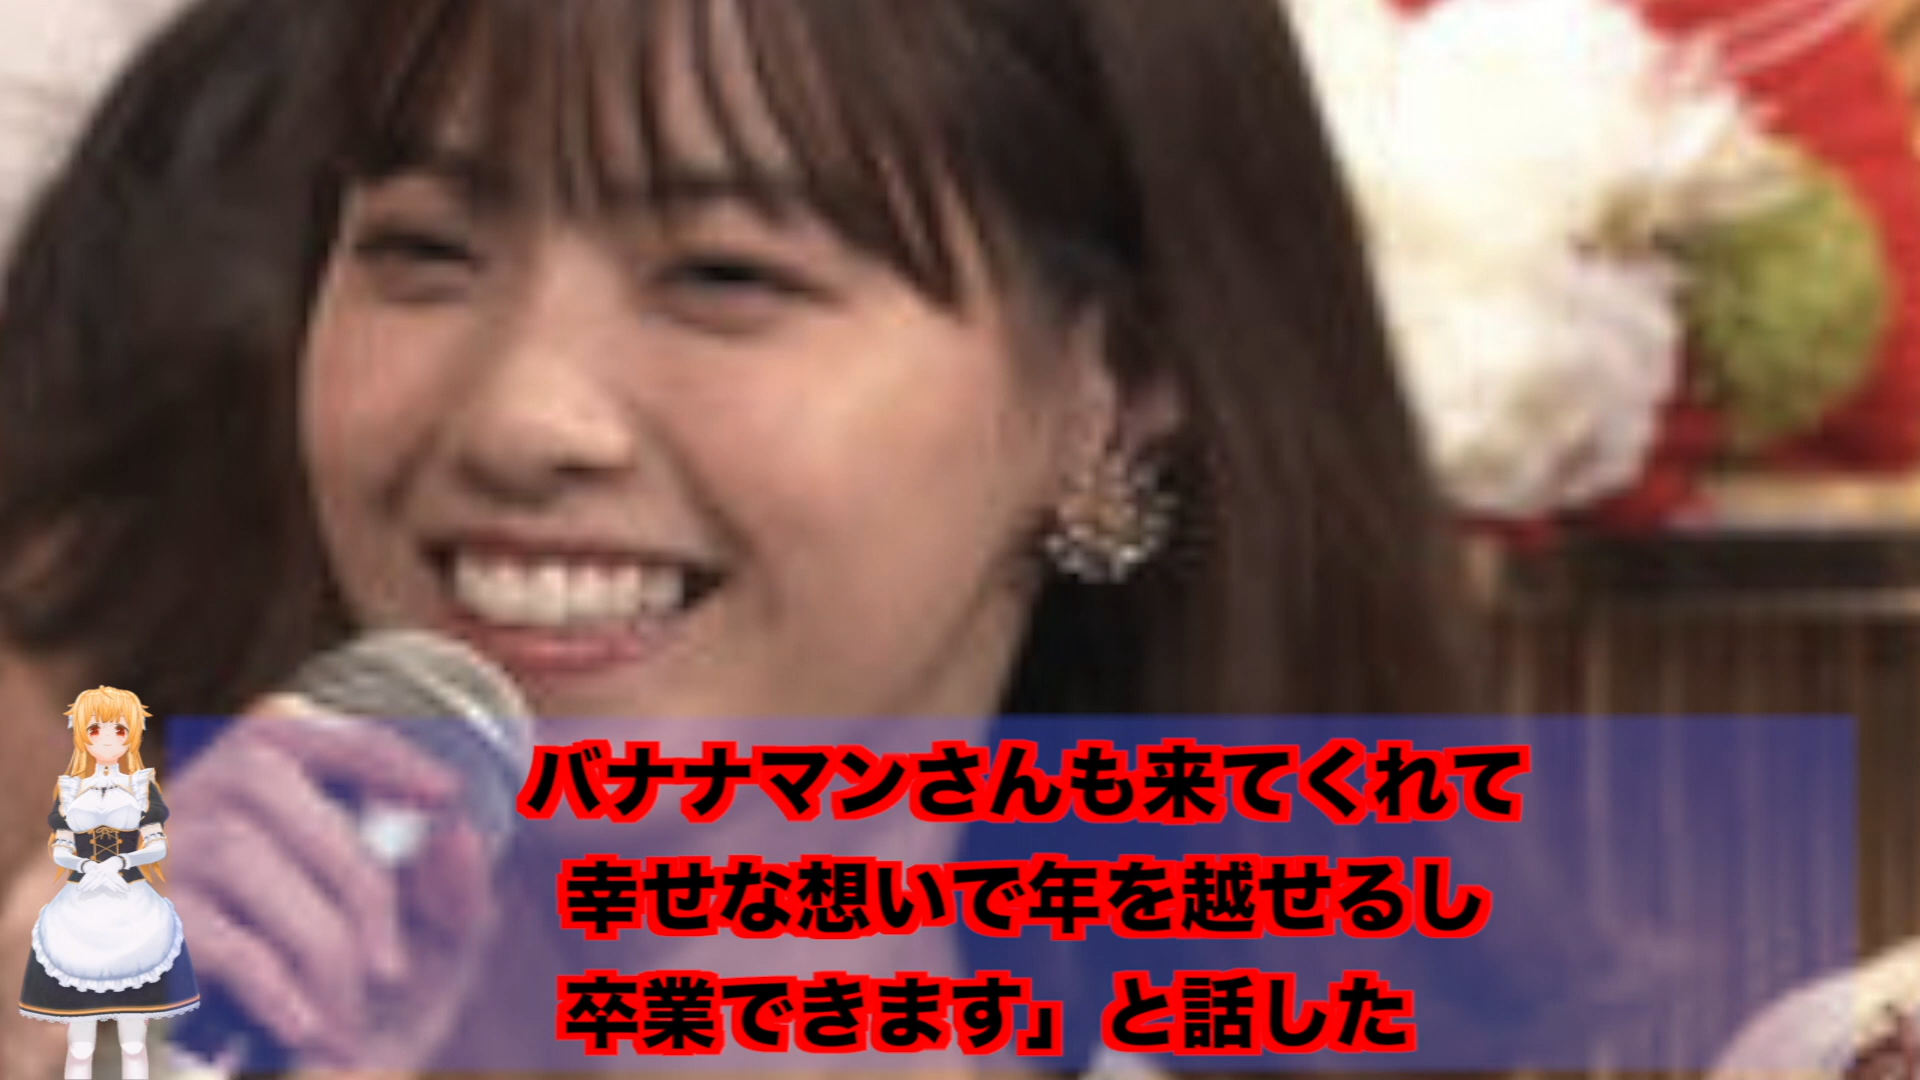 バナナマンさんも来てくれて
幸せな想いで年を越せるし
卒業できます」と話した